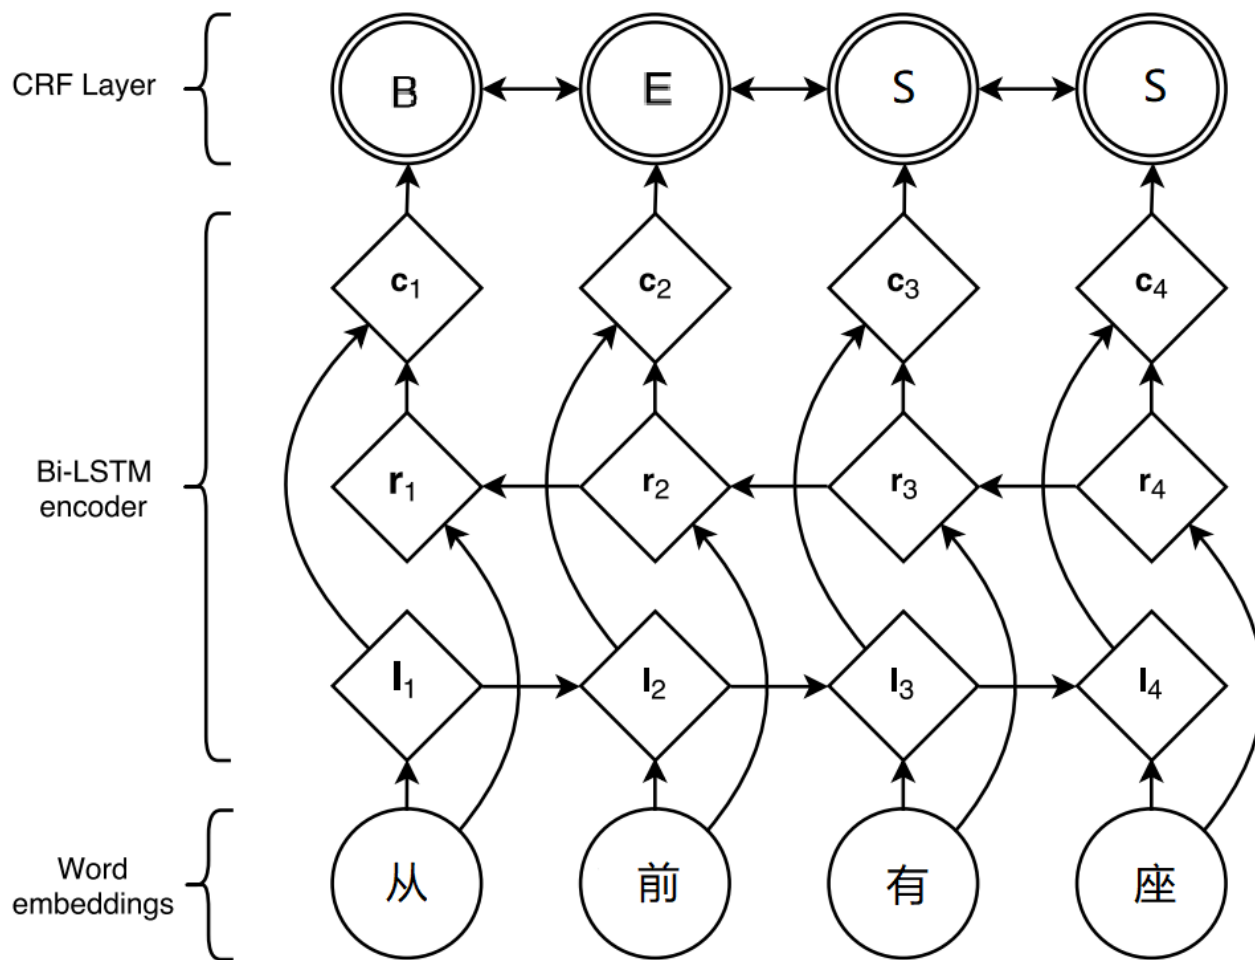 CRF Layer
B E S S
c1 c2 c3 c4
Bi-LSTM
encoder
r1 r2 r3 r4
l1 l2 l3 l4
Word
embeddings
从 前 有 座